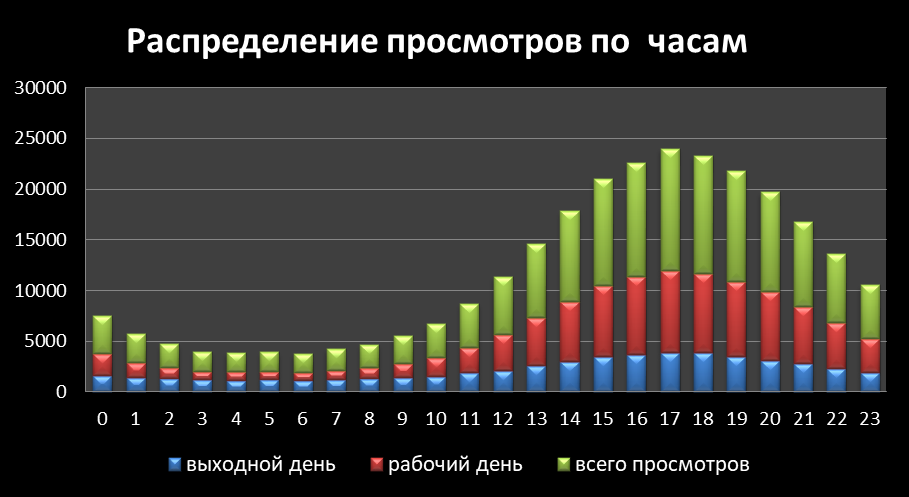 Распределение просмотров по часам
30000
25000
20000
15000
10000
5000
0
0 1 2 3 4 5 6 7 8 9 10 11 12 13 14 15 16 17 18 19 20 21 22 23
выходной день рабочий день всего просмотров